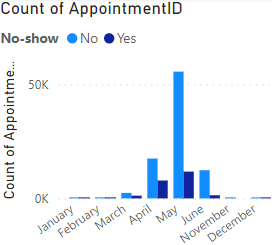 Count of AppointmentID
No-show No Yes
Count of Appointme...
50K
0K
January
February
March
April
May
June
November
December